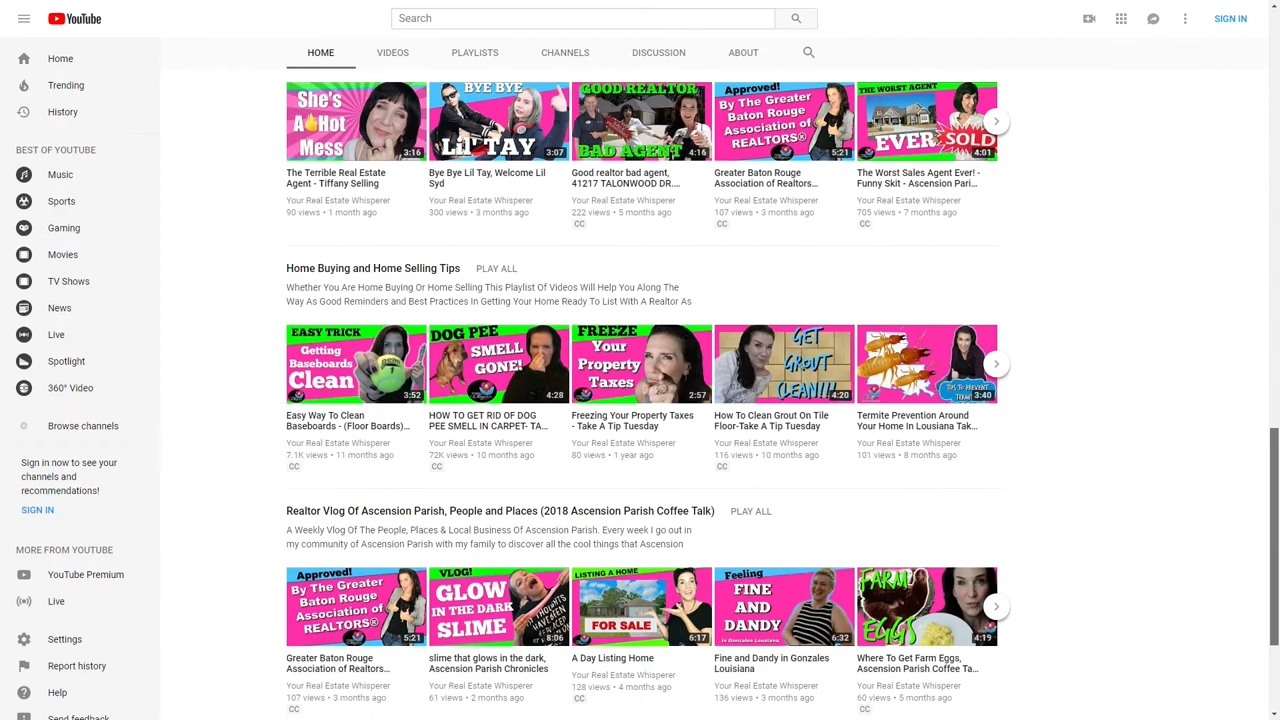 YouTube
Search
SIGN IN
HOME
VIDEOS
PLAYLISTS
CHANNELS
DISCUSSION
ABOUT
Home
Trending
History
BEST OF YOUTUBE
Music
Sports
Gaming
Movies
TV Shows
News
Live
Spotlight
360° Video
Browse channels
Sign in now to see your
channels and
recommendations!
SIGN IN
MORE FROM YOUTUBE
YouTube Premium
Live
Settings
Report history
Help
Send feedback
She's
A Hot
Mess
3:16
The Terrible Real Estate
Agent - Tiffany Selling
Your Real Estate Whisperer
90 views • 1 month ago
BYE BYE
LiL' TAY
3:07
Bye Bye Lil Tay, Welcome Lil
Syd
Your Real Estate Whisperer
300 views • 3 months ago
GOOD REALTOR
BAD AGENT
4:16
Good realtor bad agent,
41217 TALONWOOD DR....
Your Real Estate Whisperer
222 views • 5 months ago
CC
Approved!
By The Greater
Baton Rouge
Association of
REALTORS®
5:21
Greater Baton Rouge
Association of Realtors...
Your Real Estate Whisperer
107 views • 3 months ago
CC
THE WORST AGENT
EVER
SOLD
4:01
The Worst Sales Agent Ever! -
Funny Skit - Ascension Pari...
Your Real Estate Whisperer
705 views • 7 months ago
CC
Home Buying and Home Selling Tips
PLAY ALL
Whether You Are Home Buying Or Home Selling This Playlist Of Videos Will Help You Along The
Way As Good Reminders and Best Practices In Getting Your Home Ready To List With A Realtor As
EASY TRICK
Getting
Baseboards
Clean
3:52
Easy Way To Clean
Baseboards - (Floor Boards)...
Your Real Estate Whisperer
7.1K views • 11 months ago
CC
DOG PEE
SMELL
GONE!
4:28
HOW TO GET RID OF DOG
PEE SMELL IN CARPET- TA...
Your Real Estate Whisperer
72K views • 10 months ago
CC
FREEZE
Your
Property
Taxes
2:57
Freezing Your Property Taxes
- Take A Tip Tuesday
Your Real Estate Whisperer
80 views • 1 year ago
GET
GROUT
CLEAN!!!
4:20
How To Clean Grout On Tile
Floor-Take A Tip Tuesday
Your Real Estate Whisperer
116 views • 10 months ago
CC
TIPS TO PREVENT
3:40
Termite Prevention Around
Your Home In Lousiana Tak...
Your Real Estate Whisperer
101 views • 8 months ago
Realtor Vlog Of Ascension Parish, People and Places (2018 Ascension Parish Coffee Talk)
PLAY ALL
A Weekly Vlog Of The People, Places & Local Business Of Ascension Parish. Every week I go out in
my community of Ascension Parish with my family to discover all the cool things that Ascension
Approved!
By The Greater
Baton Rouge
Association of
REALTORS®
5:21
Greater Baton Rouge
Association of Realtors...
Your Real Estate Whisperer
107 views • 3 months ago
CC
VLOG!
GLOW
IN THE DARK
SLIME
8:06
slime that glows in the dark,
Ascension Parish Chronicles
Your Real Estate Whisperer
61 views • 2 months ago
LISTING A HOME
FOR SALE
6:17
A Day Listing Home
Your Real Estate Whisperer
128 views • 4 months ago
CC
Feeling
FINE
AND
DANDY
in Gonzales Louisiana
6:32
Fine and Dandy in Gonzales
Louisiana
Your Real Estate Whisperer
136 views • 3 months ago
FARM
EGGS
4:19
Where To Get Farm Eggs,
Ascension Parish Coffee Ta...
Your Real Estate Whisperer
60 views • 5 months ago
CC